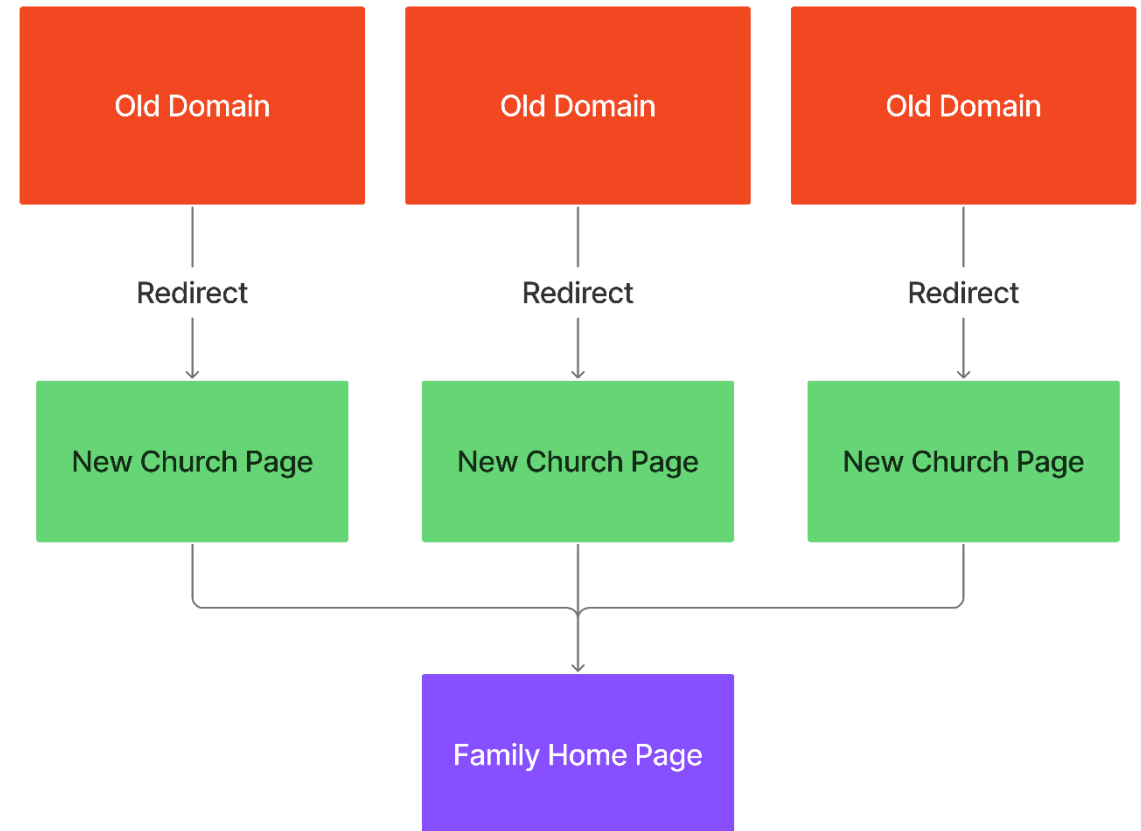 Old Domain
Old Domain
Old Domain
Redirect
Redirect
Redirect
New Church Page
New Church Page
New Church Page
Family Home Page